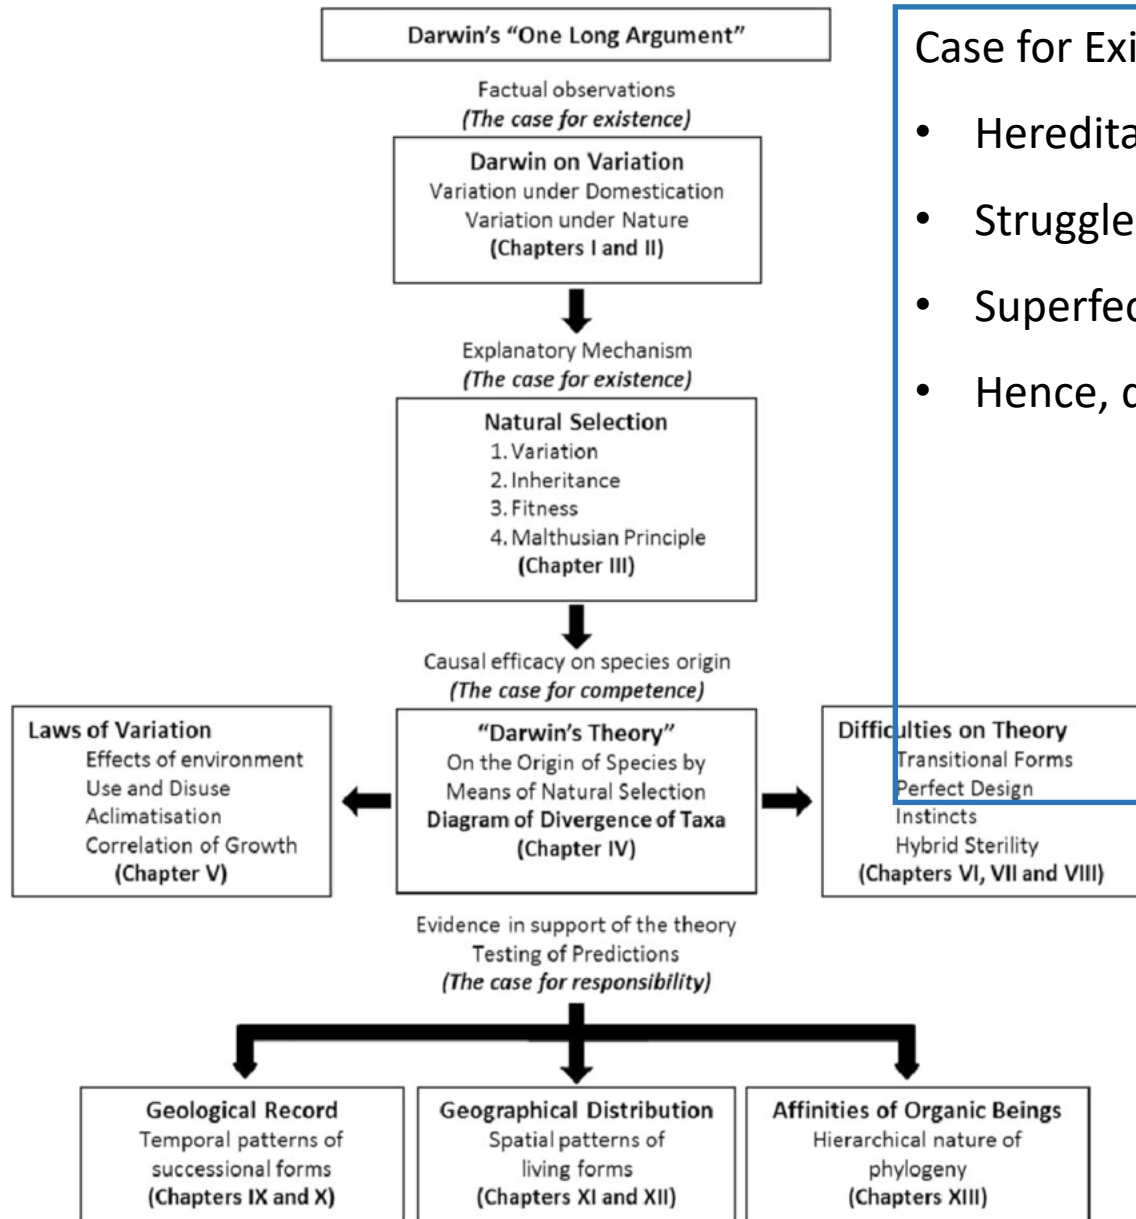 Darwin's "One Long Argument"
Factual observations
(The case for existence)
Darwin on Variation
Variation under Domestication
Variation under Nature
(Chapters I and II)
Explanatory Mechanism
(The case for existence)
Natural Selection
1. Variation
2. Inheritance
3. Fitness
4. Malthusian Principle
(Chapter III)
Causal efficacy on species origin
(The case for competence)
Laws of Variation
Effects of environment
Use and Disuse
Aclimatisation
Correlation of Growth
(Chapter V)
"Darwin's Theory"
On the Origin of Species by
Means of Natural Selection
Diagram of Divergence of Taxa
(Chapter IV)
Difficulties on Theory
Transitional Forms
Perfect Design
Instincts
Hybrid Sterility
(Chapters VI, VII and VIII)
Evidence in support of the theory
Testing of Predictions
(The case for responsibility)
Geological Record
Temporal patterns of
successional forms
(Chapters IX and X)
Geographical Distribution
Spatial patterns of
living forms
(Chapters XI and XII)
Affinities of Organic Beings
Hierarchical nature of
phylogeny
(Chapters XIII)
Case for
• 
• Struggle
• 
• Hence,